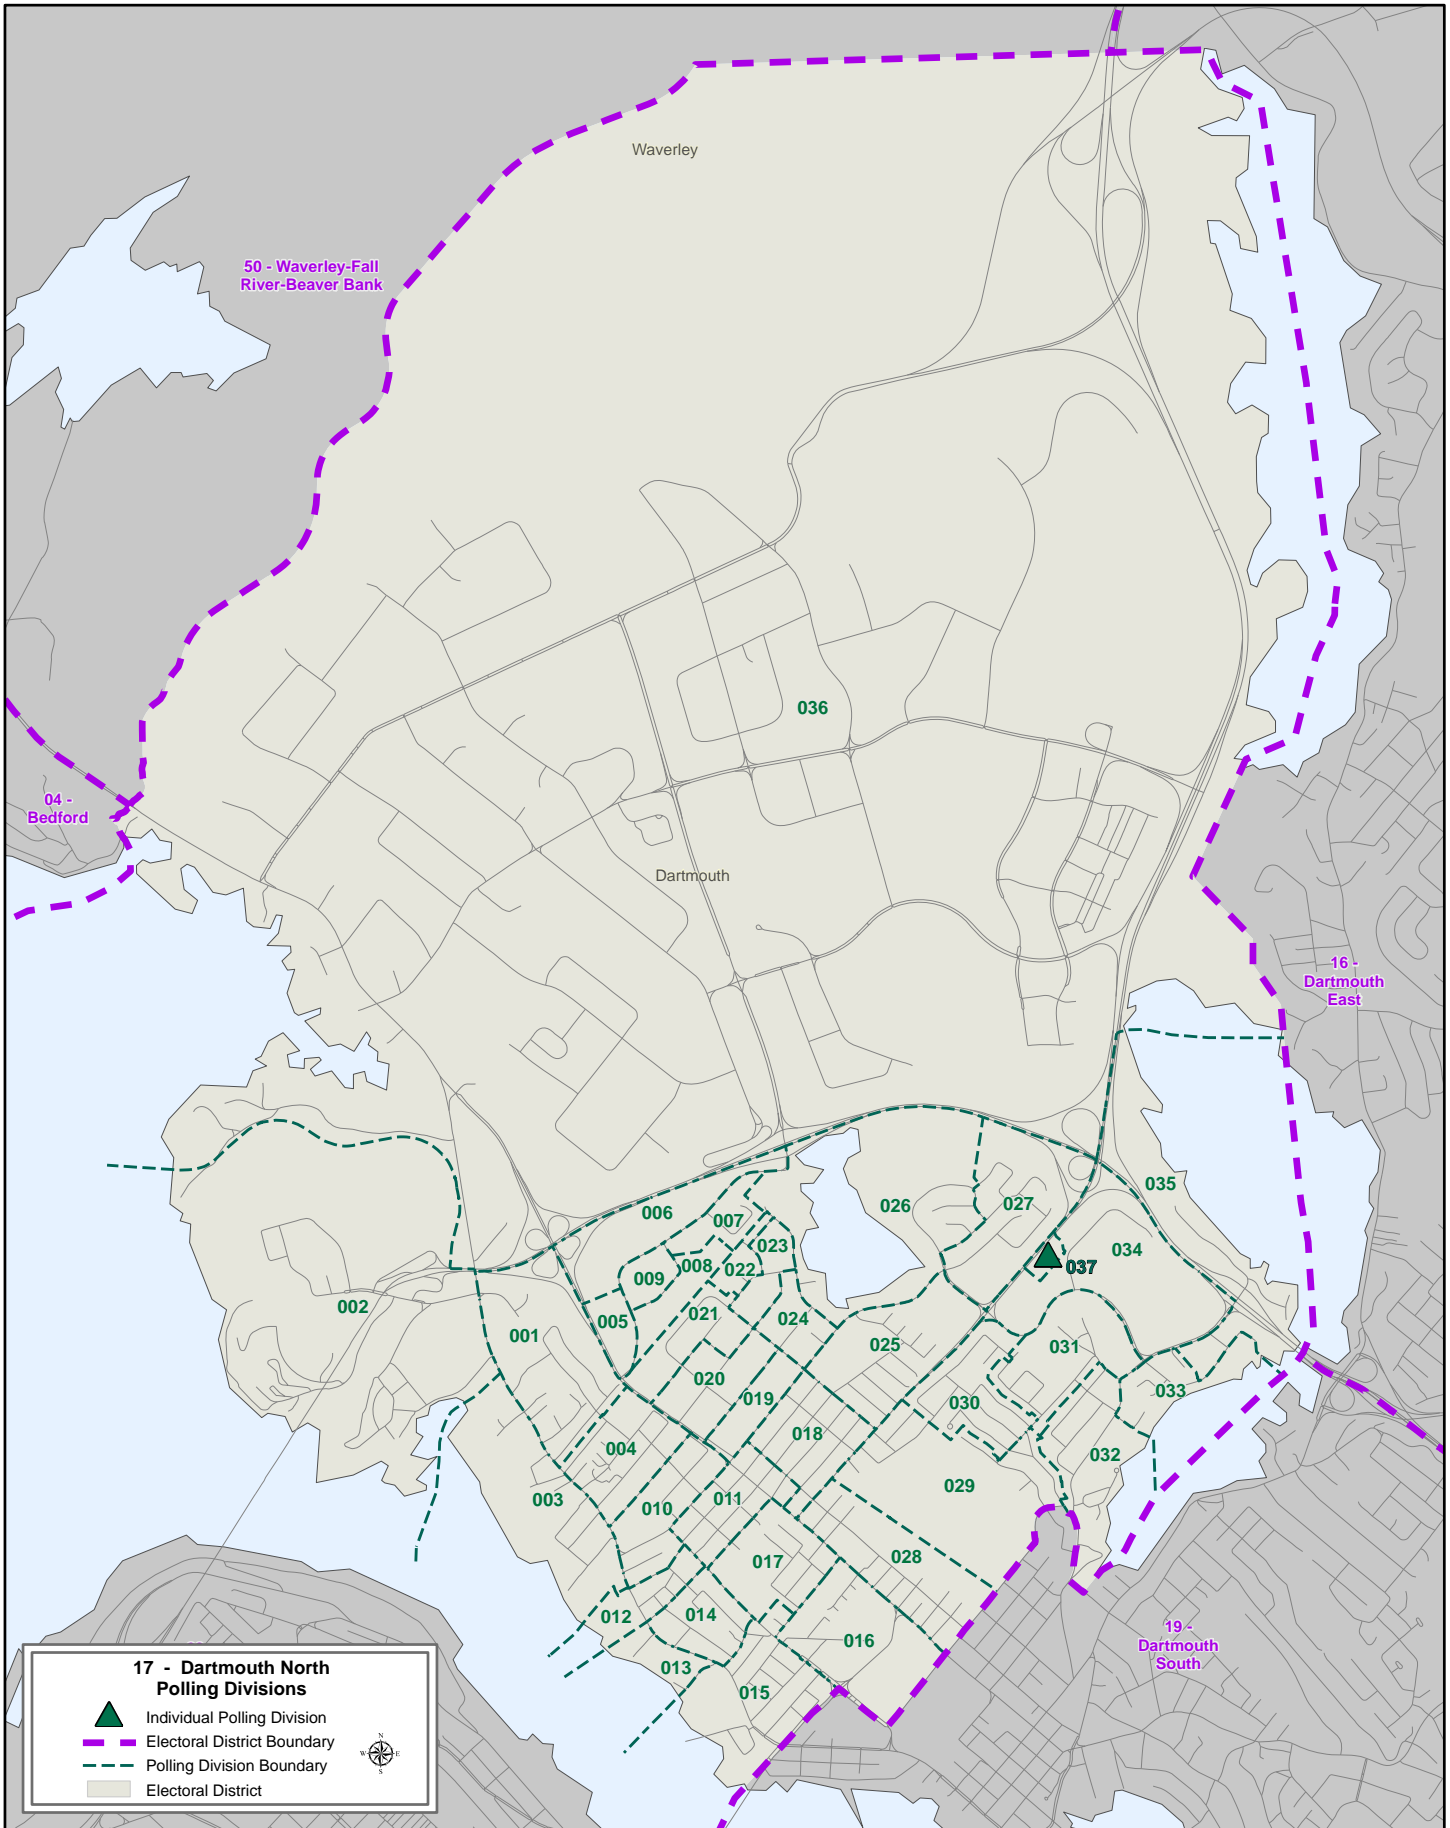 Waverley
50 - Waverley-Fall
River-Beaver Bank
036
04 -
Bedford
Dartmouth
16 -
Dartmouth
East
035
026
027
006
007
034
023
008
022
037
009
002
021
024
005
001
025
031
020
033
019
030
018
004
032
029
003
011
010
028
017
012
014
016
19 -
Dartmouth
South
013
015
17 - Dartmouth North
Polling Divisions
Individual Polling Division
Electoral District Boundary
Polling Division Boundary
Electoral District
N
W
E
S